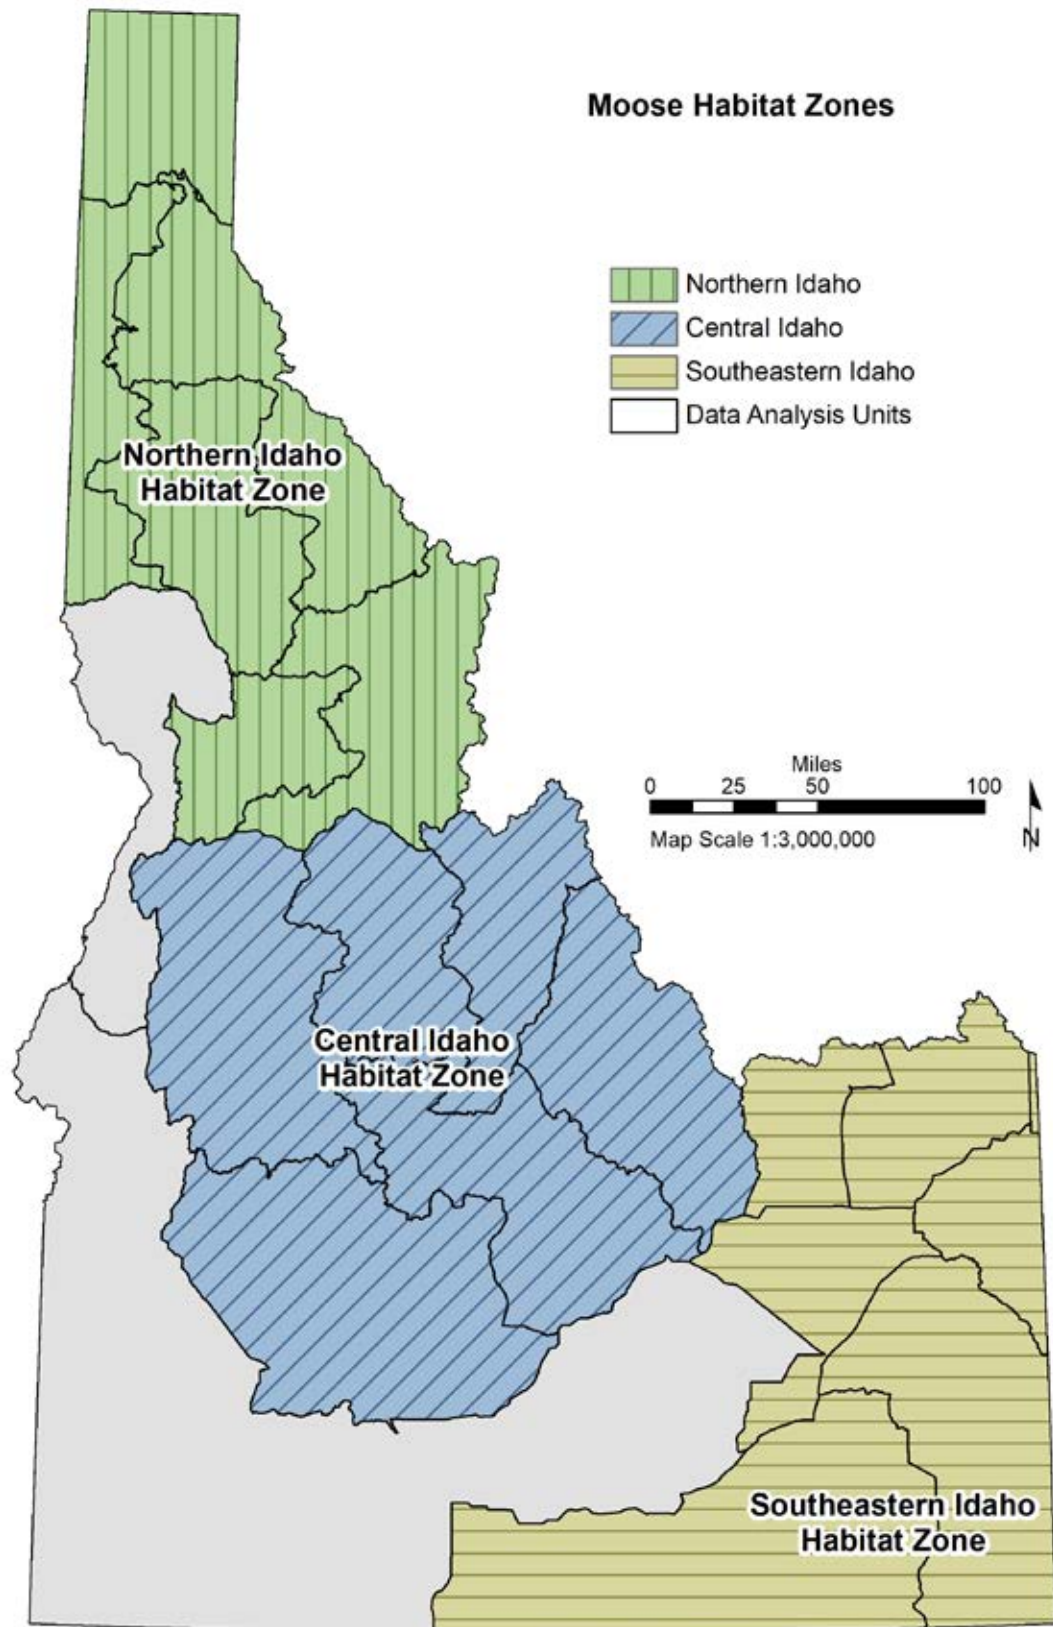 Moose Habitat Zones
Northern Idaho
Central Idaho
Southeastern Idaho
Data Analysis Units
Northern Idaho
Habitat Zone
Miles
0 25 50 100
Map Scale 1:3,000,000
N
Central Idaho
Habitat Zone
Southeastern Idaho
Habitat Zone